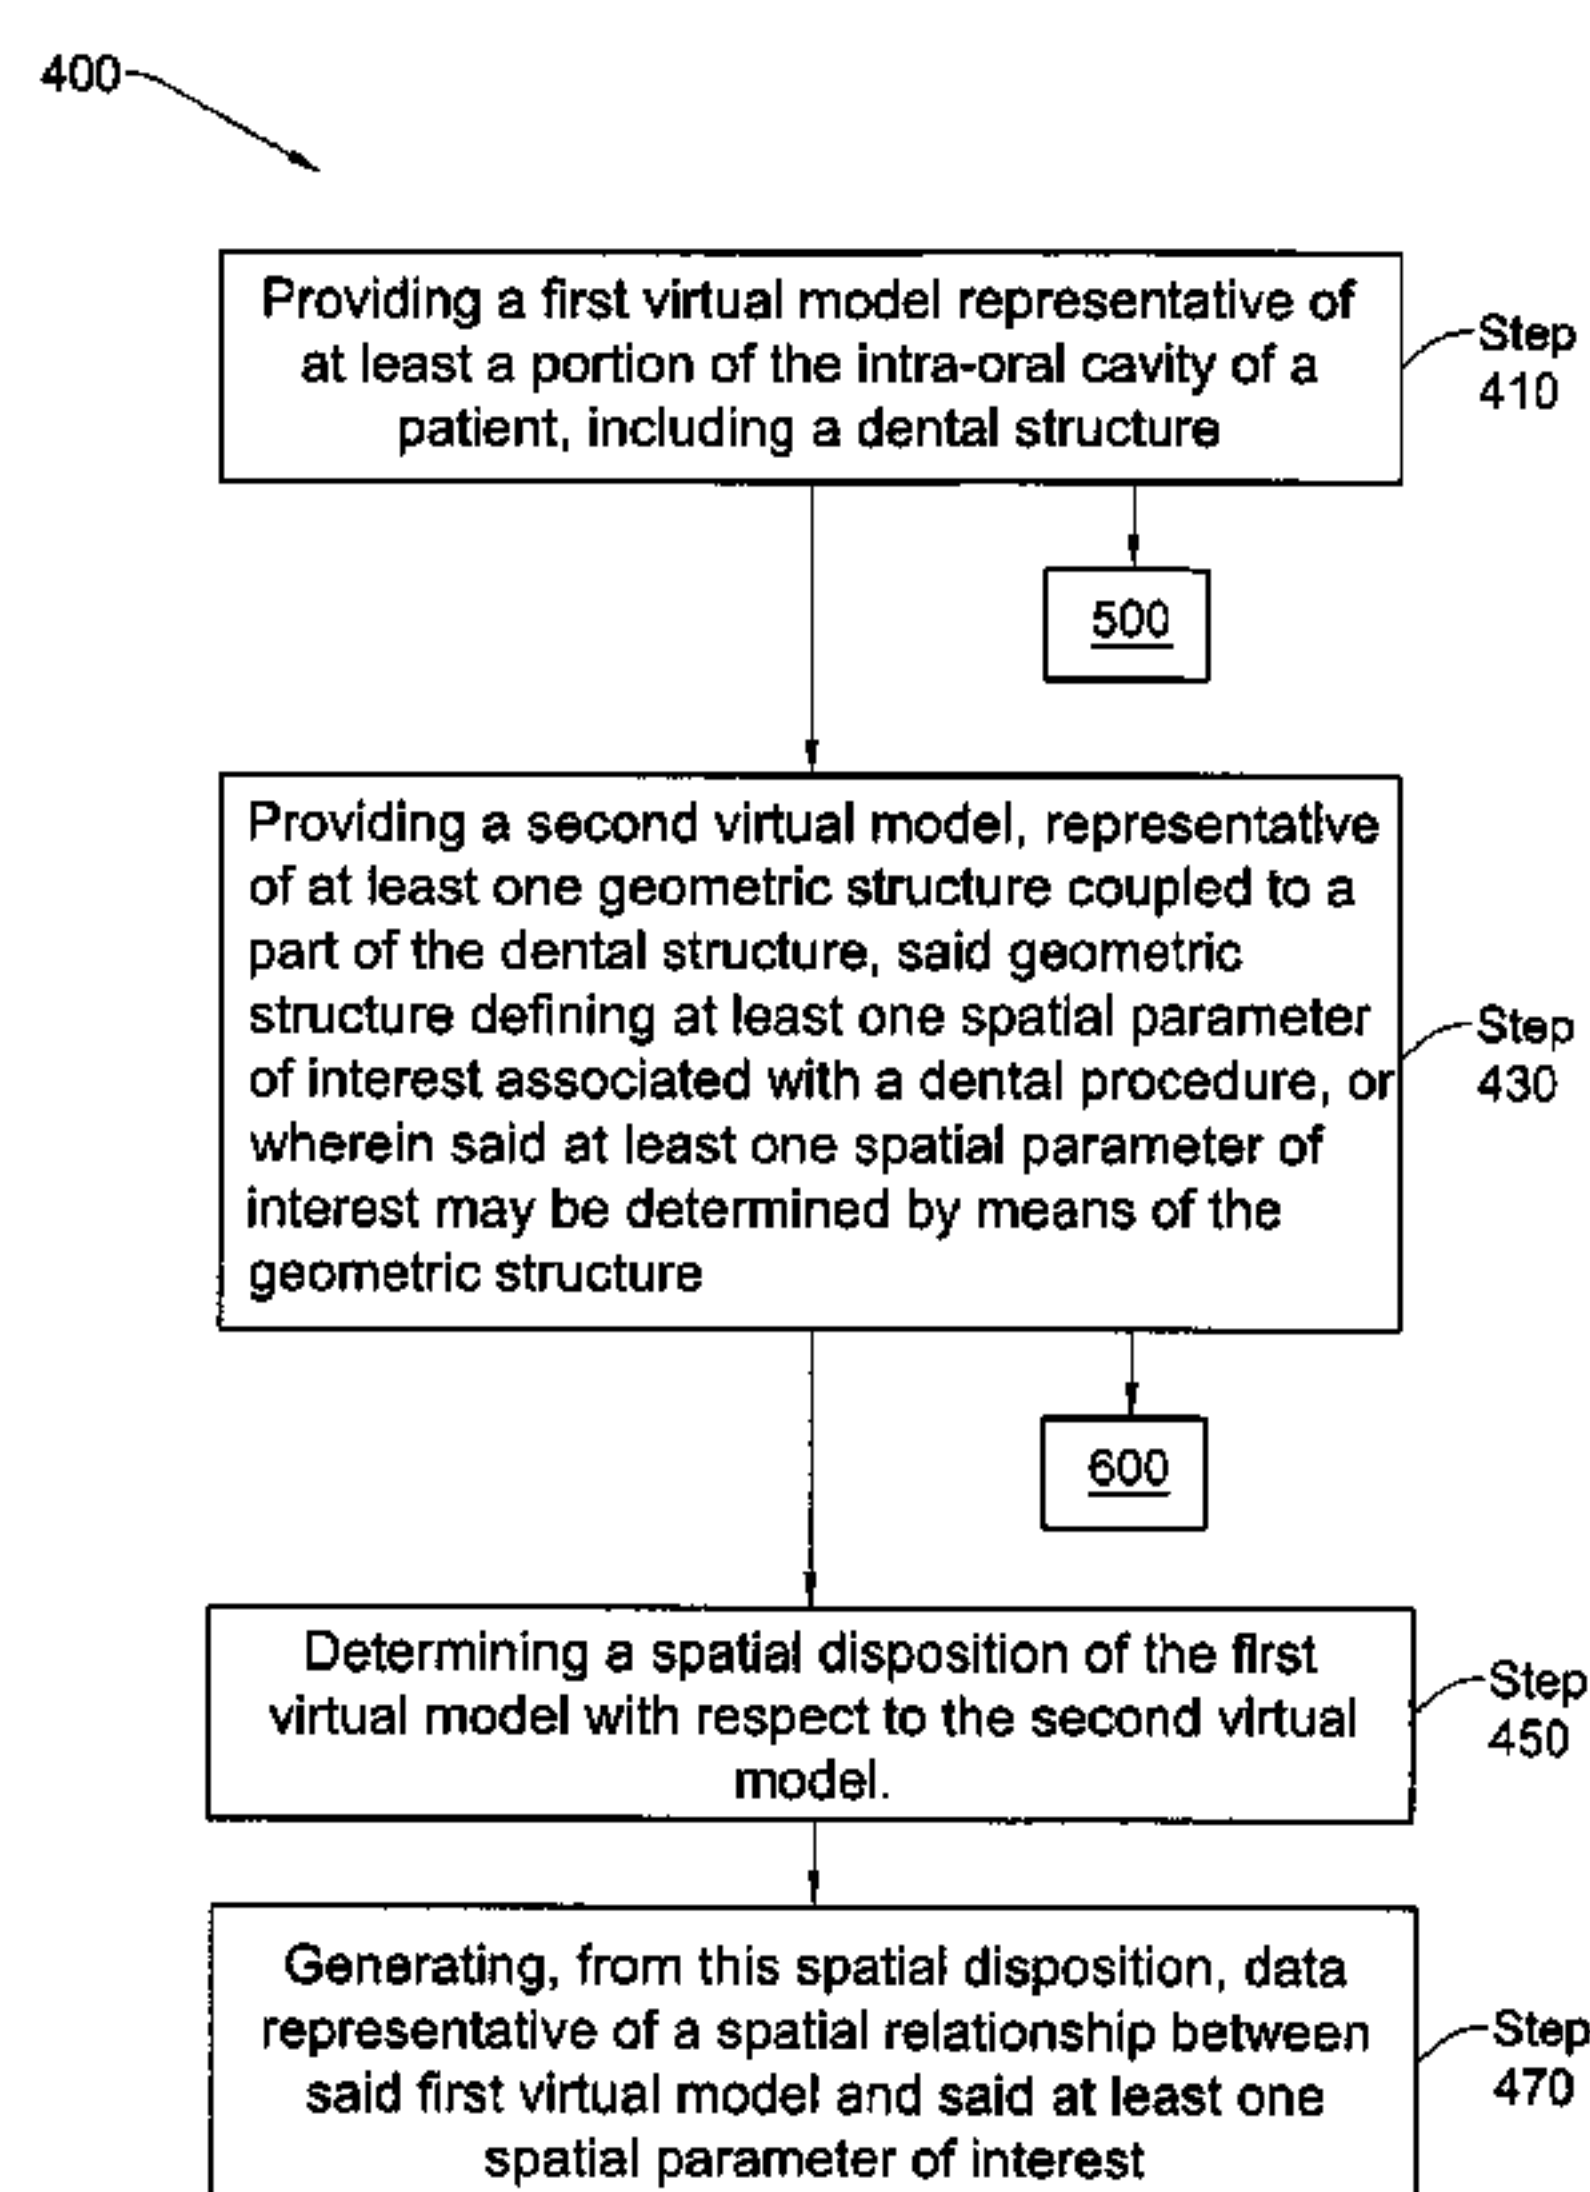 400
Providing a first virtual model representative of
at least a portion of the intra-oral cavity of a
patient, including a dental structure
Step
410
500
Providing a second virtual model, representative
of at least one geometric structure coupled to a
part of the dental structure, said geometric
structure defining at least one spatial parameter
of interest associated with a dental procedure, or
wherein said at least one spatial parameter of
interest may be determined by means of the
geometric structure
Step
430
600
Determining a spatial disposition of the first
virtual model with respect to the second virtual
model.
Step
450
Generating, from this spatial disposition, data
representative of a spatial relationship between
said first virtual model and said at least one
spatial parameter of interest
Step
470